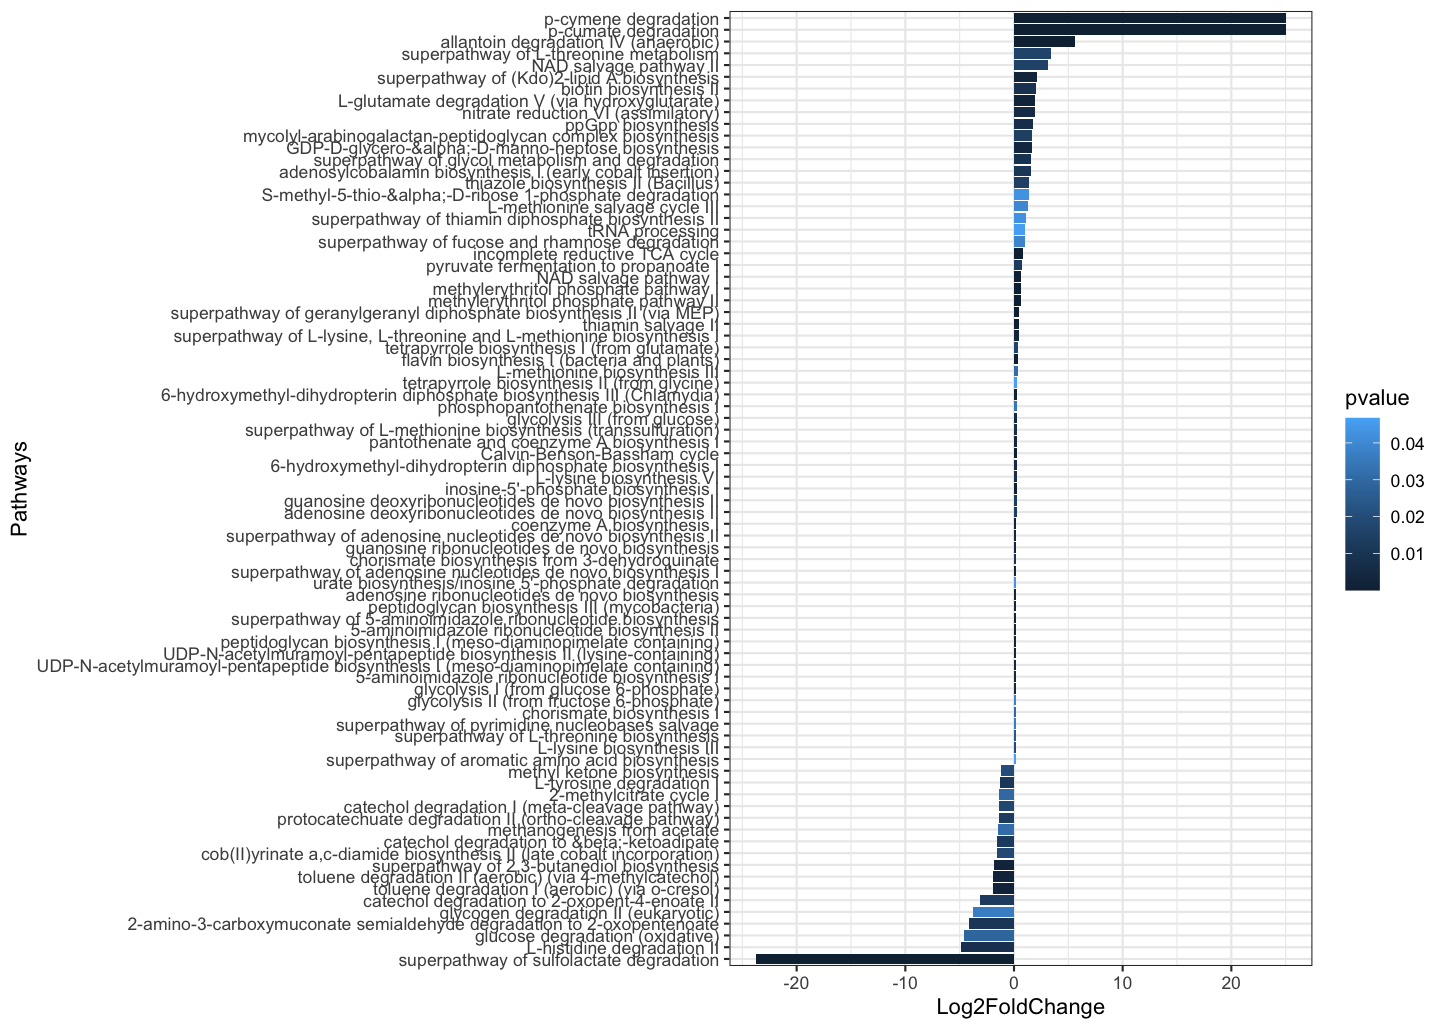 p-cymene degradation
p-cumate degradation
allantoin degradation IV (anaerobic)
superpathway of L-threonine metabolism
NAD salvage pathway II
superpathway of (Kdo)2-lipid A biosynthesis
biotin biosynthesis II
L-glutamate degradation V (via hydroxyglutarate)
nitrate reduction VI (assimilatory)
ppGpp biosynthesis
mycolyl-arabinogalactan-peptidoglycan complex biosynthesis
GDP-D-glycero-&alpha;-D-manno-heptose biosynthesis
superpathway of glycol metabolism and degradation
adenosylcobalamin biosynthesis I (early cobalt insertion)
thiazole biosynthesis II (Bacillus)
S-methyl-5-thio-&alpha;-D-ribose 1-phosphate degradation
L-methionine salvage cycle III
superpathway of thiamin diphosphate biosynthesis II
tRNA processing
superpathway of fucose and rhamnose degradation
incomplete reductive TCA cycle
pyruvate fermentation to propanoate I
NAD salvage pathway I
methylerythritol phosphate pathway I
methylerythritol phosphate pathway II
superpathway of geranylgeranyl diphosphate biosynthesis II (via MEP)
thiamin salvage II
superpathway of L-lysine, L-threonine and L-methionine biosynthesis I
tetrapyrrole biosynthesis I (from glutamate)
flavin biosynthesis I (bacteria and plants)
L-methionine biosynthesis III
tetrapyrrole biosynthesis II (from glycine)
6-hydroxymethyl-dihydropterin diphosphate biosynthesis III (Chlamydia)
phosphopantothenate biosynthesis I
glycolysis III (from glucose)
superpathway of L-methionine biosynthesis (transsulfuration)
pantothenate and coenzyme A biosynthesis I
Calvin-Benson-Bassham cycle
6-hydroxymethyl-dihydropterin diphosphate biosynthesis I
L-lysine biosynthesis VI
inosine-5'-phosphate biosynthesis I
guanosine deoxyribonucleotides de novo biosynthesis II
adenosine deoxyribonucleotides de novo biosynthesis II
coenzyme A biosynthesis I
superpathway of adenosine nucleotides de novo biosynthesis II
guanosine ribonucleotides de novo biosynthesis
chorismate biosynthesis from 3-dehydroquinate
superpathway of adenosine nucleotides de novo biosynthesis I
urate biosynthesis/inosine 5'-phosphate degradation
adenosine ribonucleotides de novo biosynthesis
peptidoglycan biosynthesis III (mycobacteria)
superpathway of 5-aminoimidazole ribonucleotide biosynthesis
5-aminoimidazole ribonucleotide biosynthesis II
peptidoglycan biosynthesis I (meso-diaminopimelate containing)
UDP-N-acetylmuramoyl-pentapeptide biosynthesis II (lysine-containing)
UDP-N-acetylmuramoyl-pentapeptide biosynthesis I (meso-diaminopimelate containing)
5-aminoimidazole ribonucleotide biosynthesis I
glycolysis I (from glucose 6-phosphate)
glycolysis II (from fructose 6-phosphate)
chorismate biosynthesis I
superpathway of pyrimidine nucleobases salvage
superpathway of L-threonine biosynthesis
L-lysine biosynthesis III
superpathway of aromatic amino acid biosynthesis
methyl ketone biosynthesis
L-tyrosine degradation I
2-methylcitrate cycle I
catechol degradation I (meta-cleavage pathway)
protocatechuate degradation II (ortho-cleavage pathway)
methanogenesis from acetate
catechol degradation to &beta;-ketoadipate
cob(II)yrinate a,c-diamide biosynthesis II (late cobalt incorporation)
superpathway of 2,3-butanediol biosynthesis
toluene degradation II (aerobic) (via 4-methylcatechol)
toluene degradation I (aerobic) (via o-cresol)
catechol degradation to 2-oxopent-4-enoate II
glycogen degradation II (eukaryotic)
2-amino-3-carboxymuconate semialdehyde degradation to 2-oxopentenoate
glucose degradation (oxidative)
L-histidine degradation II
superpathway of sulfolactate degradation
Pathways
-20
-10
0
10
20
Log2FoldChange
pvalue
0.04
0.03
0.02
0.01